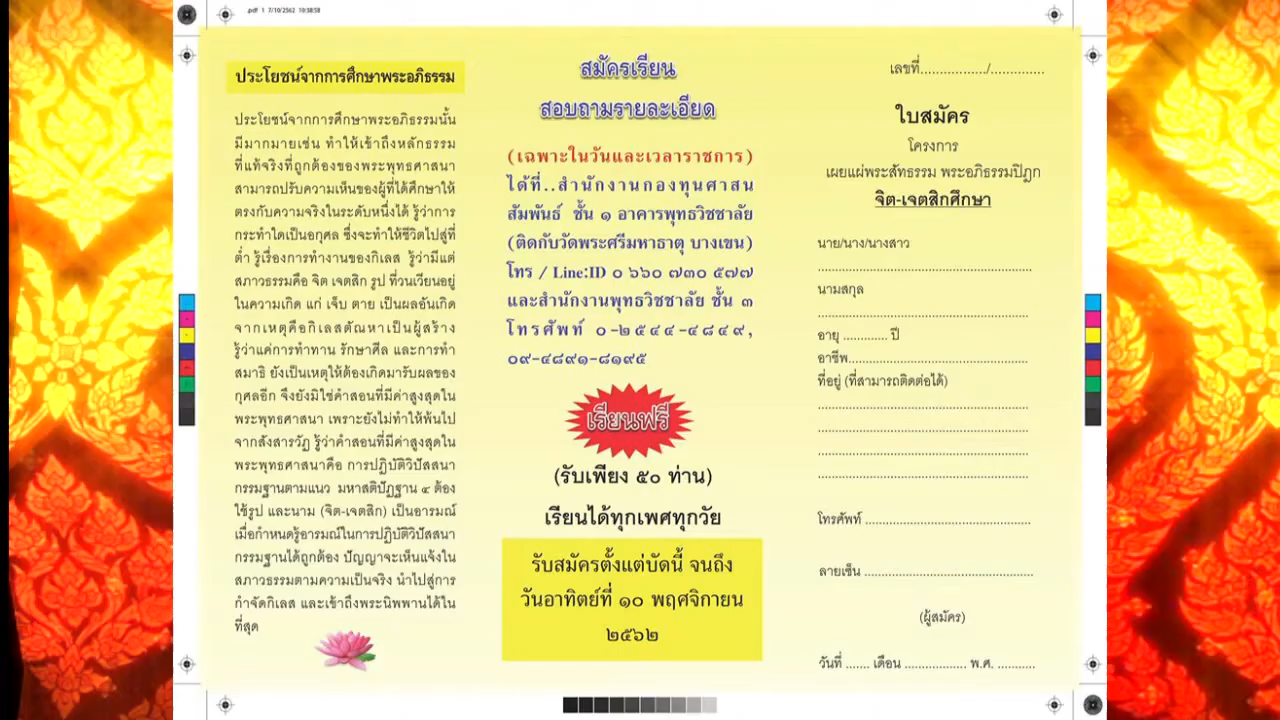 .pdf 1 7/10/2562 10:38:58
ประโยชน์จากการศึกษาพระอภิธรรม
ประโยชน์จากการศึกษาพระอภิธรรมนั้น
มีมากมายเช่น ทำให้เข้าถึงหลักธรรม
ที่แท้จริงที่ถูกต้องของพระพุทธศาสนา
สามารถปรับความเห็นของผู้ที่ได้ศึกษาให้
ตรงกับความจริงในระดับหนึ่งได้ รู้ว่าการ
กระทำใดเป็นอกุศล ซึ่งจะทำให้ชีวิตไปสู่ที่
ต่ำ รู้เรื่องการทำงานของกิเลส รู้ว่ามีแต่
สภาวธรรมคือ จิต เจตสิก รูป ที่วนเวียนอยู่
ในความเกิด แก่ เจ็บ ตาย เป็นผลอันเกิด
จากเหตุคือกิเลสตัณหาเป็นผู้สร้าง
รู้ว่าแค่การทำทาน รักษาศีล และการทำ
สมาธิ ยังเป็นเหตุให้ต้องเกิดมารับผลของ
กุศลอีก จึงยังมิใช่คำสอนที่มีค่าสูงสุดใน
พระพุทธศาสนา เพราะยังไม่ทำให้พ้นไป
จากสังสารวัฏ รู้ว่าคำสอนที่มีค่าสูงสุดใน
พระพุทธศาสนาคือ การปฏิบัติวิปัสสนา
กรรมฐานตามแนว มหาสติปัฏฐาน ๔ ต้อง
ใช้รูป และนาม (จิต-เจตสิก) เป็นอารมณ์
เมื่อกำหนดรู้อารมณ์ในการปฏิบัติวิปัสสนา
กรรมฐานได้ถูกต้อง ปัญญาจะเห็นแจ้งใน
สภาวธรรมตามความเป็นจริง นำไปสู่การ
กำจัดกิเลส และเข้าถึงพระนิพพานได้ใน
ที่สุด
สมัครเรียน
สอบถามรายละเอียด
(เฉพาะในวันและเวลาราชการ)
ได้ที่..สำนักงานกองทุนศาสน
สัมพันธ์ ชั้น ๑ อาคารพุทธวิชชาลัย
(ติดกับวัดพระศรีมหาธาตุ บางเขน)
โทร / Line:ID ๐ ๖๖๐ ๗๓๐ ๕๗๗
และสำนักงานพุทธวิชชาลัย ชั้น ๓
โทรศัพท์ ๐-๒๕๔๔-๔๘๔๙,
๐๙-๔๘๙๑-๘๑๙๕
เรียนฟรี
(รับเพียง ๕๐ ท่าน)
เรียนได้ทุกเพศทุกวัย
รับสมัครตั้งแต่บัดนี้ จนถึง
วันอาทิตย์ที่ ๑๐ พฤศจิกายน
๒๕๖๒
เลขที่................./.............
ใบสมัคร
โครงการ
เผยแผ่พระสัทธรรม พระอภิธรรมปิฎก
จิต-เจตสิกศึกษา
นาย/นาง/นางสาว
......................................................
นามสกุล
......................................................
อายุ ............ ปี
อาชีพ..............................................
ที่อยู่ (ที่สามารถติดต่อได้)
......................................................
......................................................
......................................................
......................................................
โทรศัพท์ ...........................................
ลายเซ็น ...........................................
(ผู้สมัคร)
วันที่ ....... เดือน ................. พ.ศ. ..........